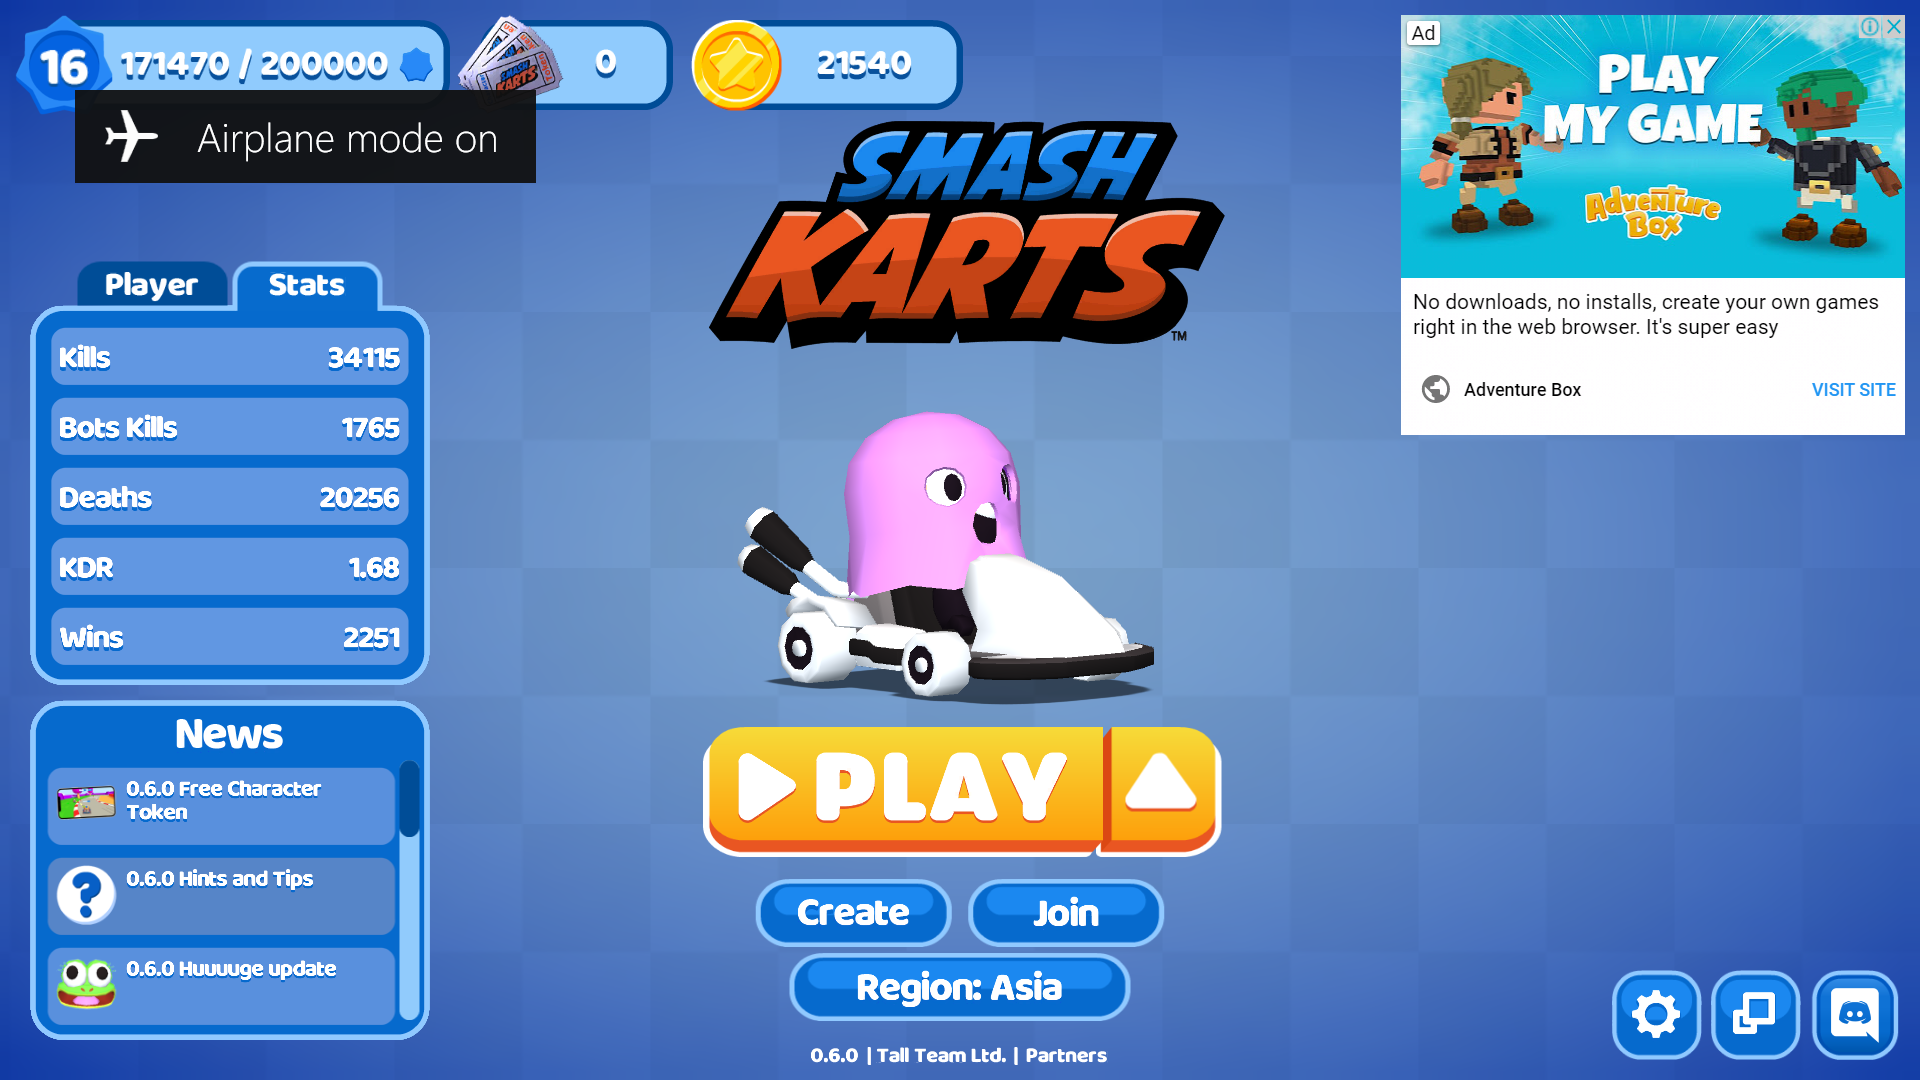 16
171470 / 200000
SMASH
KARTS
0
21540
Airplane mode on
SMASH
KARTS
TM
Ad
PLAY
MY GAME
Adventure
Box
No downloads, no installs, create your own games
right in the web browser. It's super easy
Adventure Box
VISIT SITE
Player
Stats
Kills 34115
Bots Kills 1765
Deaths 20256
KDR 1.68
Wins 2251
News
0.6.0 Free Character
Token
0.6.0 Hints and Tips
0.6.0 Huuuuge update
PLAY
Create
Join
Region: Asia
0.6.0 | Tall Team Ltd. | Partners